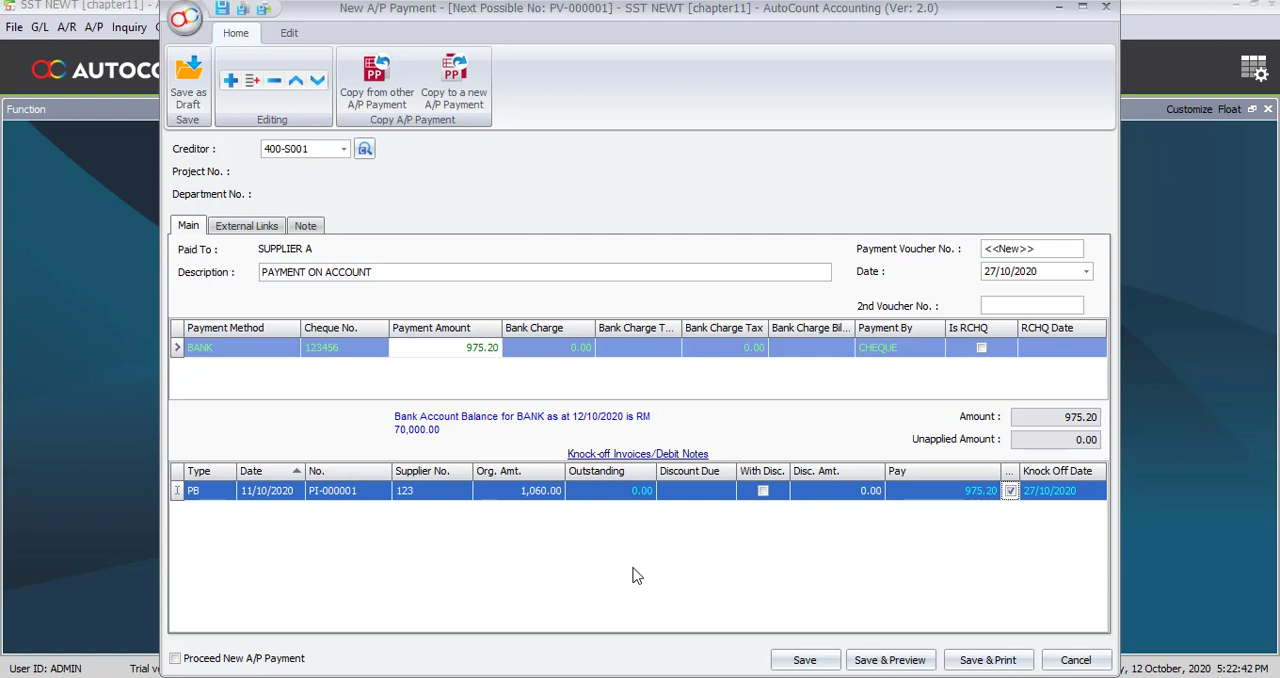 SST NEWT [chapter11] - A
New A/P Payment - [Next Possible No: PV-000001] - SST NEWT [chapter11] - AutoCount Accounting (Ver: 2.0)
File G/L A/R A/P Inquiry
Home Edit
AUTOCO
Save as Draft
Copy from other A/P Payment
Copy to a new A/P Payment
Save Editing Copy A/P Payment
Function
Customize Float
Creditor : 400-S001
Project No. :
Department No. :
Main External Links Note
Paid To : SUPPLIER A
Payment Voucher No. : <<New>>
Description : PAYMENT ON ACCOUNT
Date : 27/10/2020
2nd Voucher No. :
Payment Method Cheque No. Payment Amount Bank Charge Bank Charge T... Bank Charge Tax Bank Charge Bil... Payment By Is RCHQ RCHQ Date
BANK 123456 975.20 0.00 0.00 CHEQUE
Bank Account Balance for BANK as at 12/10/2020 is RM
70,000.00
Amount : 975.20
Unapplied Amount : 0.00
Knock-off Invoices/Debit Notes
Type Date No. Supplier No. Org. Amt. Outstanding Discount Due With Disc. Disc. Amt. Pay ... Knock Off Date
PB 11/10/2020 PI-000001 123 1,060.00 0.00 0.00 975.20 27/10/2020
Proceed New A/P Payment
Save Save & Preview Save & Print Cancel
User ID: ADMIN Trial ve
y, 12 October, 2020 5:22:42 PM